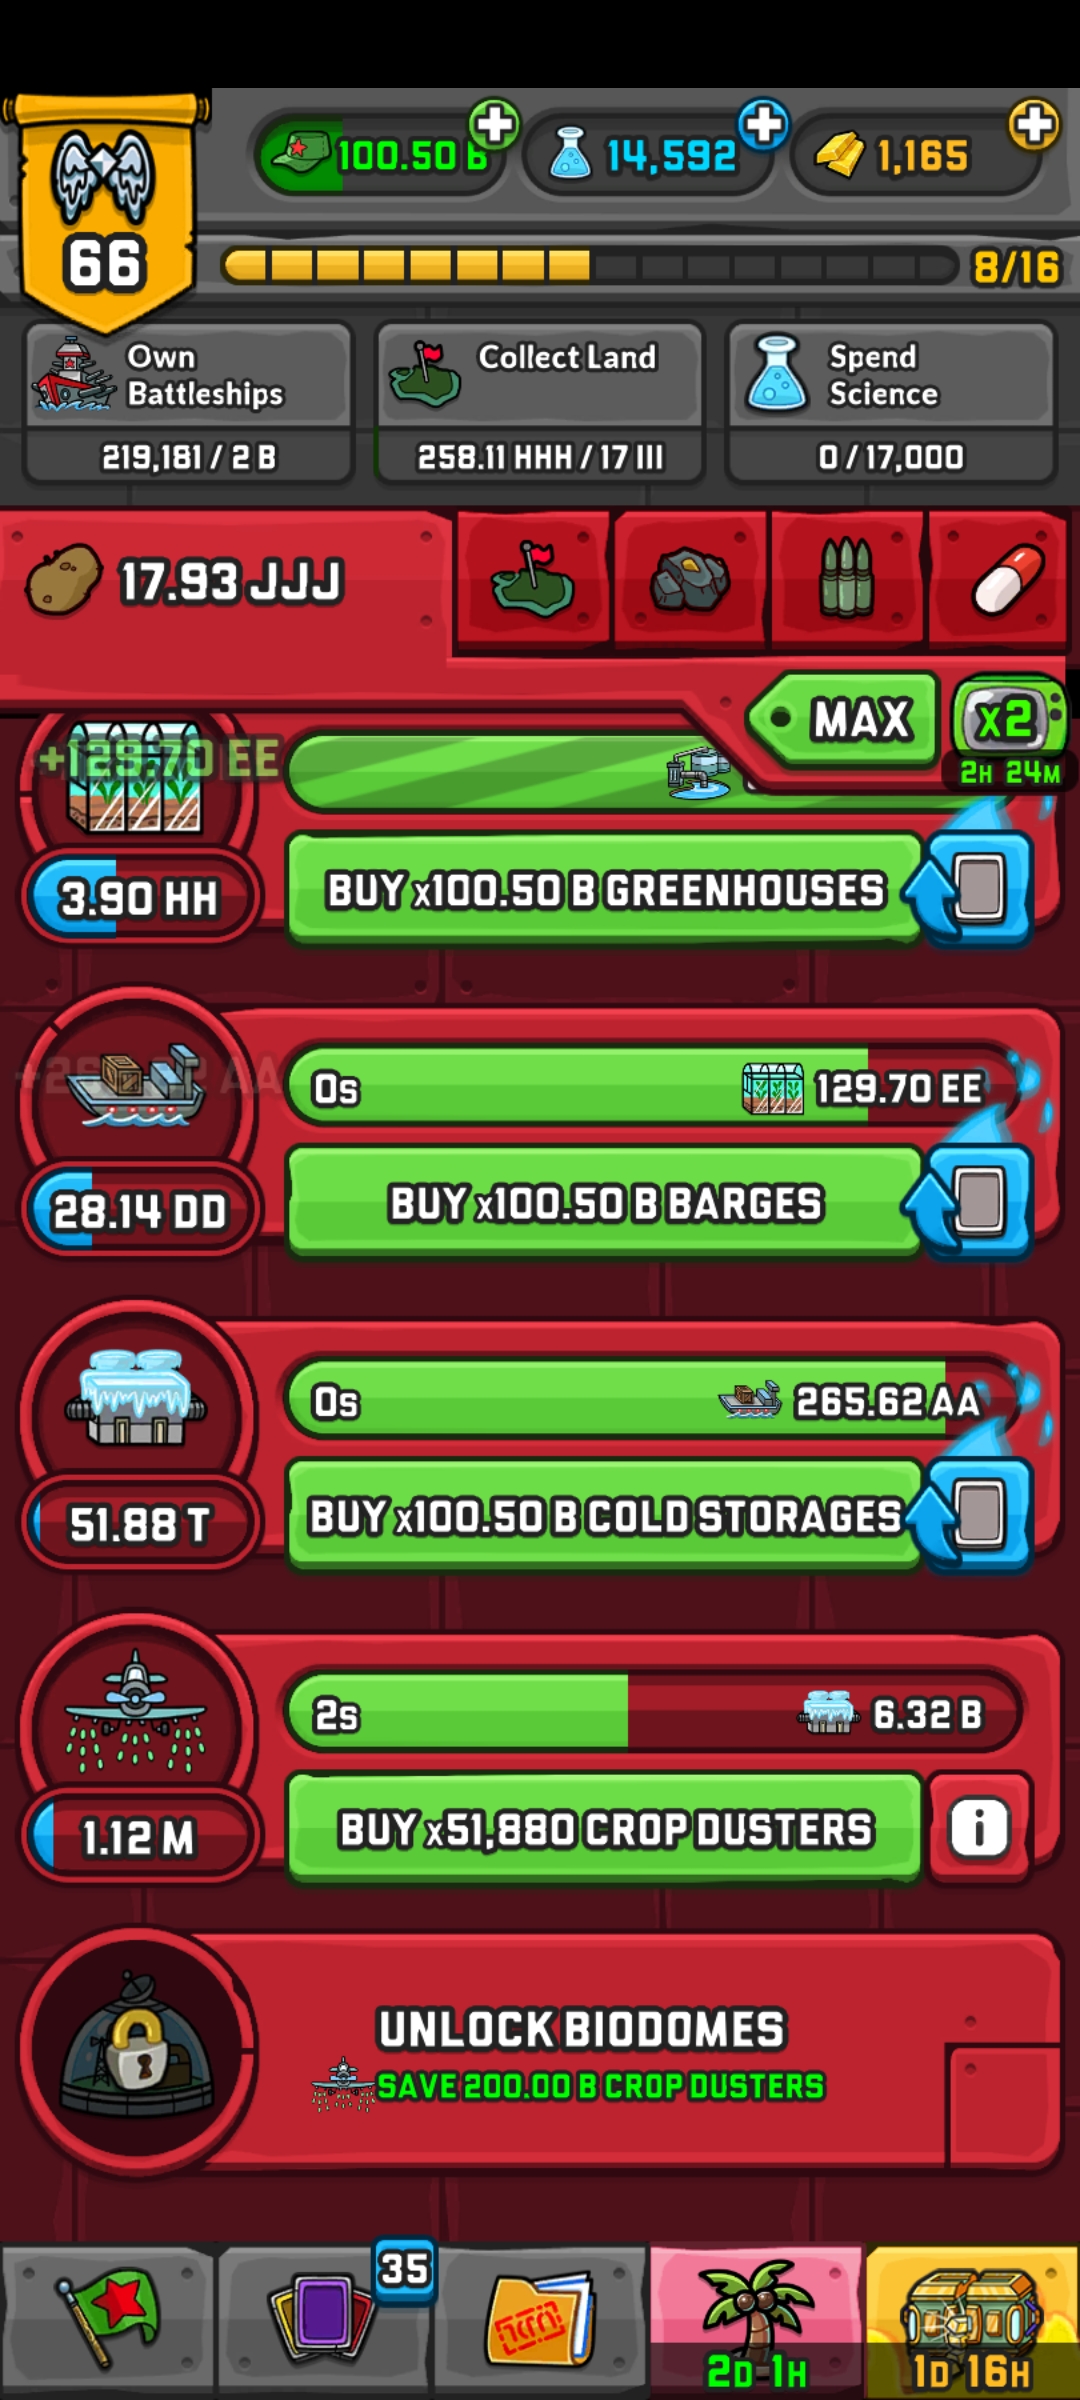 100.50 B
14,592
1,165
66
8/16
Own
Battleships
219,181 / 2 B
Collect Land
258.11 HHH / 17 III
Spend
Science
0 / 17,000
17.93 JJJ
MAX
x2
2H 24M
+129.70 EE
3.90 HH
BUY x100.50 B GREENHOUSES
0s
129.70 EE
28.14 DD
BUY x100.50 B BARGES
0s
265.62 AA
51.88 T
BUY x100.50 B COLD STORAGES
2s
6.32 B
1.12 M
BUY x51,880 CROP DUSTERS
i
UNLOCK BIODOMES
SAVE 200.00 B CROP DUSTERS
35
2D 1H
1D 16H